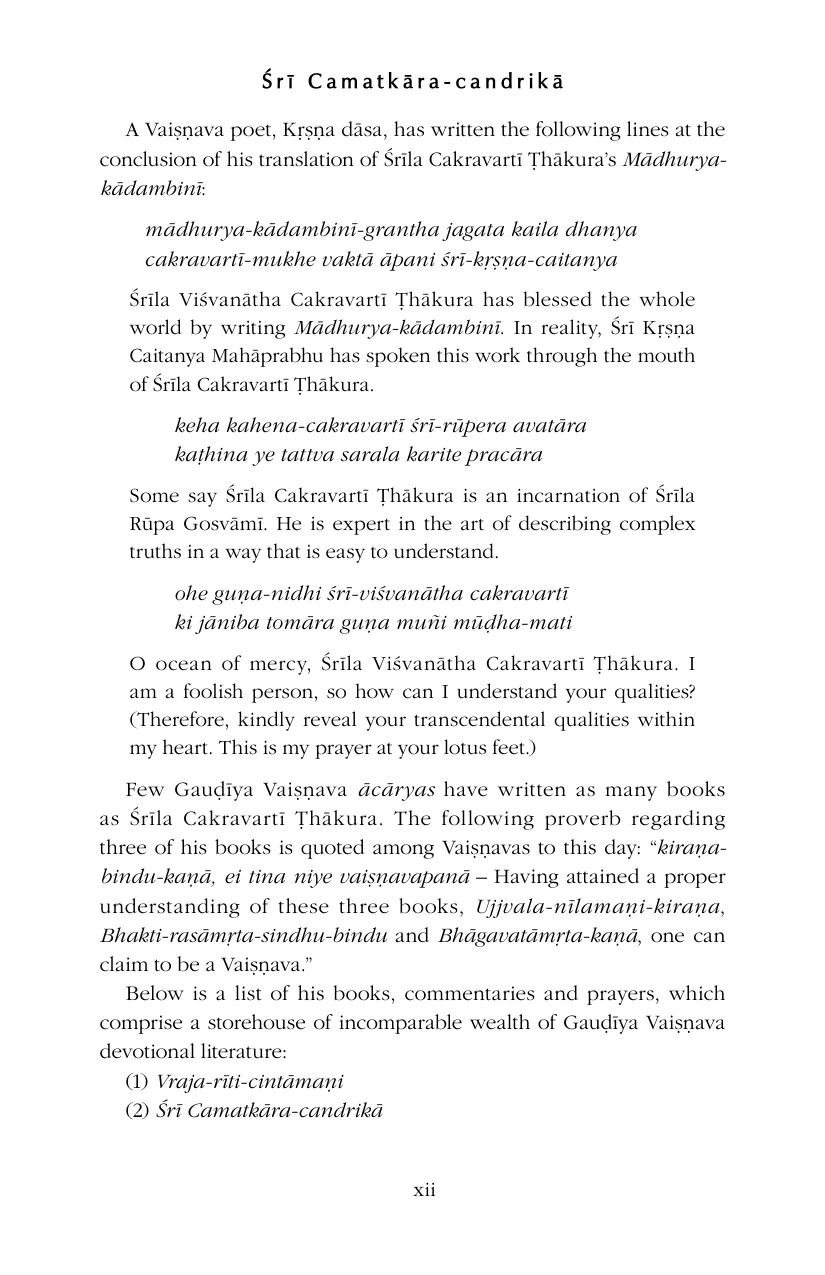 Śrī Camatkāra-candrikā
A Vaiṣṇava poet, Kṛṣṇa dāsa, has written the following lines at the
conclusion of his translation of Śrīla Cakravartī Ṭhākura’s Mādhurya-
kādambinī:
mādhurya-kādambinī-grantha jagata kaila dhanya
cakravartī-mukhe vaktā āpani śrī-kṛṣṇa-caitanya
Śrīla Viśvanātha Cakravartī Ṭhākura has blessed the whole
world by writing Mādhurya-kādambinī. In reality, Śrī Kṛṣṇa
Caitanya Mahāprabhu has spoken this work through the mouth
of Śrīla Cakravartī Ṭhākura.
keha kahena-cakravartī śrī-rūpera avatāra
kaṭhina ye tattva sarala karite pracāra
Some say Śrīla Cakravartī Ṭhākura is an incarnation of Śrīla
Rūpa Gosvāmī. He is expert in the art of describing complex
truths in a way that is easy to understand.
ohe guṇa-nidhi śrī-viśvanātha cakravartī
ki jāniba tomāra guṇa muñi mūḍha-mati
O ocean of mercy, Śrīla Viśvanātha Cakravartī Ṭhākura. I
am a foolish person, so how can I understand your qualities?
(Therefore, kindly reveal your transcendental qualities within
my heart. This is my prayer at your lotus feet.)
Few Gauḍīya Vaiṣṇava ācāryas have written as many books
as Śrīla Cakravartī Ṭhākura. The following proverb regarding
three of his books is quoted among Vaiṣṇavas to this day: “kiraṇa-
bindu-kaṇā, ei tina niye vaiṣṇavapanā – Having attained a proper
understanding of these three books, Ujjvala-nīlamaṇi-kiraṇa,
Bhakti-rasāmṛta-sindhu-bindu and Bhāgavatāmṛta-kaṇā, one can
claim to be a Vaiṣṇava.”
Below is a list of his books, commentaries and prayers, which
comprise a storehouse of incomparable wealth of Gauḍīya Vaiṣṇava
devotional literature:
(1) Vraja-rīti-cintāmaṇi
(2) Śrī Camatkāra-candrikā
xii